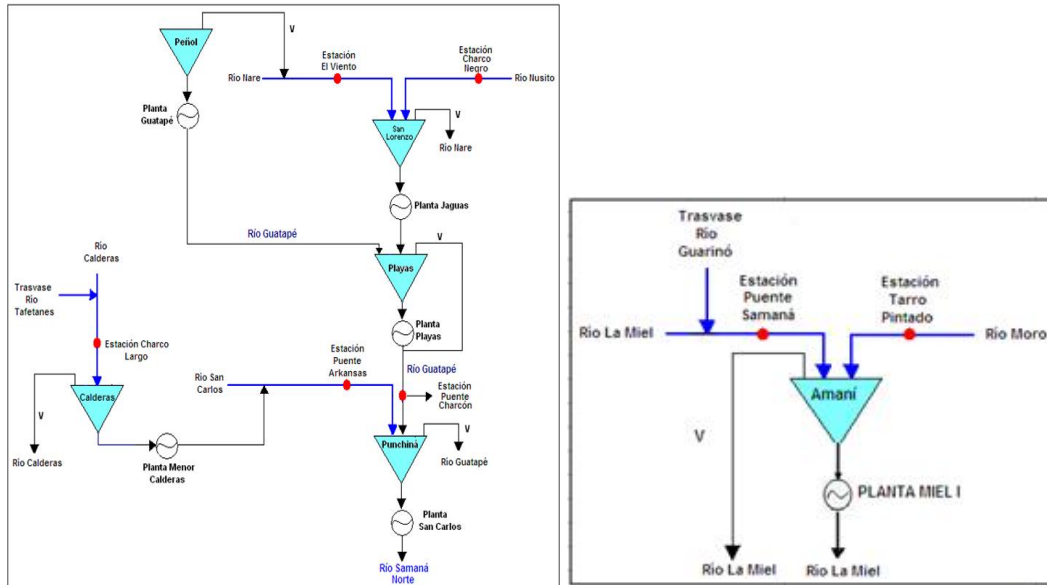 Peñol
V
Estación
El Viento
Estación
Charco
Negro
Río Nare
Río Nusito
Planta
Guatapé
San
Lorenzo
V
Río Nare
Planta Jaguas
Río Guatapé
V
Playas
Río
Calderas
Trasvase
Rio
Tafetanes
Estación Charco
Largo
Planta
Playas
Estación
Puente
Arkansas
Río San
Carlos
Río Guatapé
Estación
Puente
Charcón
Calderas
V
Río Calderas
Planta Menor
Calderas
Punchiná
V
Río Guatapé
Planta
San Carlos
Río Samaná
Norte
Trasvase
Río
Guarinó
Estación
Puente
Samaná
Estación
Tarro
Pintado
Río La Miel
Río Moro
Amaní
V
PLANTA MIEL I
Río La Miel
Río La Miel